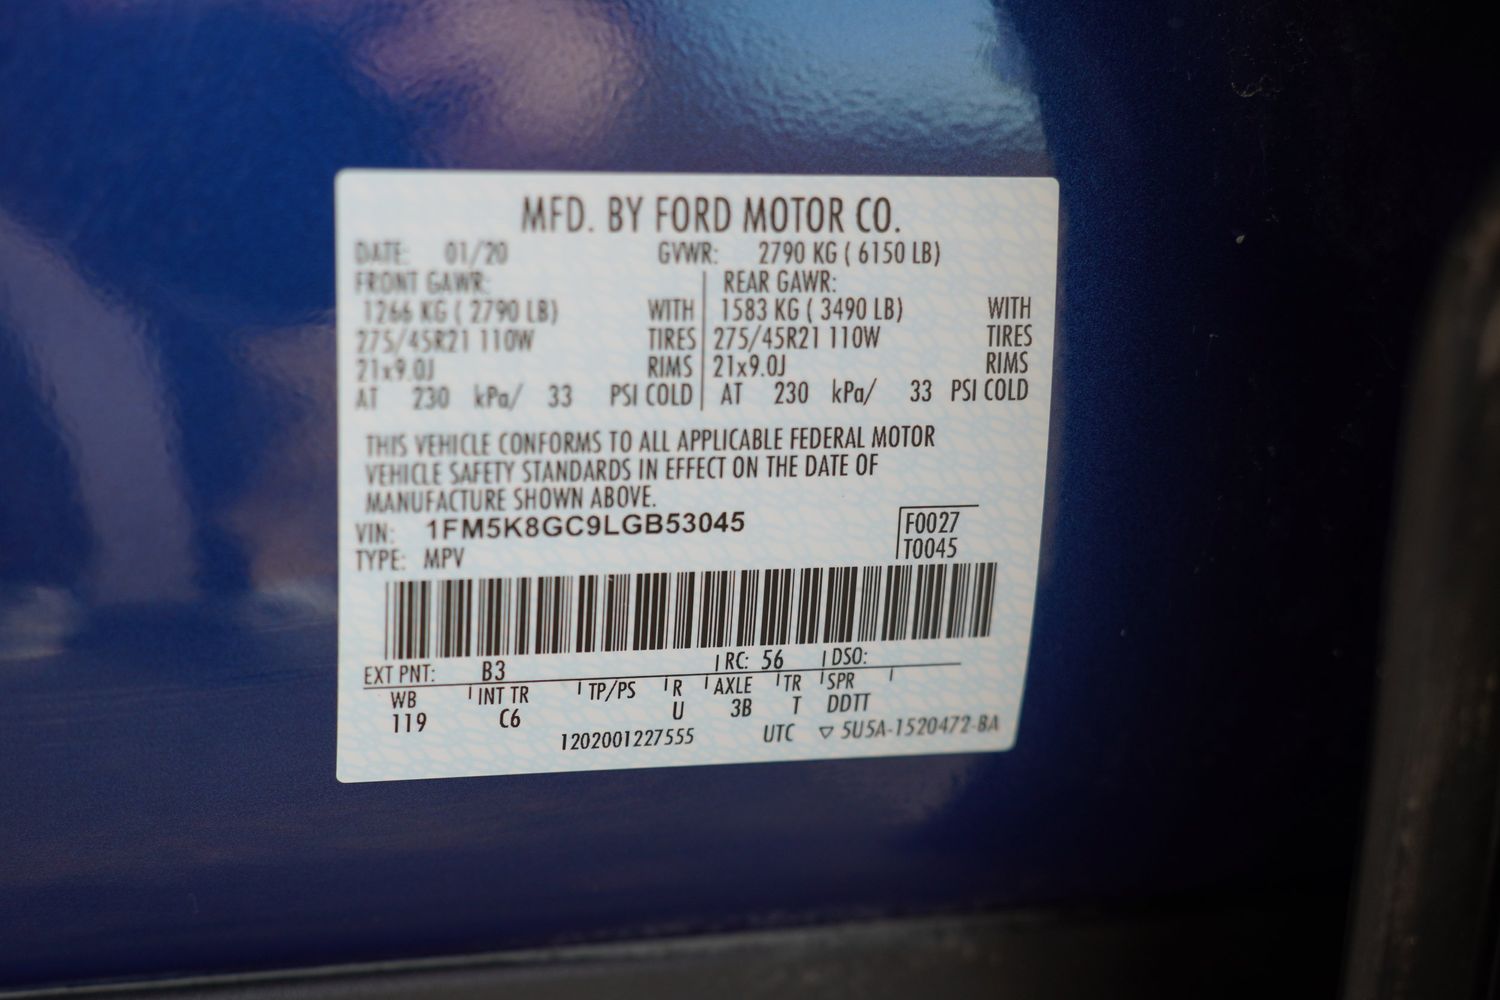 MFD. BY FORD MOTOR CO.
DATE: 01/20 GVWR: 2790 KG ( 6150 LB)
FRONT GAWR: REAR GAWR:
1266 KG ( 2790 LB) WITH 1583 KG ( 3490 LB) WITH
275/45R21 110W TIRES 275/45R21 110W TIRES
21x9.0J RIMS 21x9.0J RIMS
AT 230 kPa/ 33 PSI COLD AT 230 kPa/ 33 PSI COLD
THIS VEHICLE CONFORMS TO ALL APPLICABLE FEDERAL MOTOR
VEHICLE SAFETY STANDARDS IN EFFECT ON THE DATE OF
MANUFACTURE SHOWN ABOVE.
VIN: 1FM5K8GC9LGB53045 F0027
TYPE: MPV T0045
EXT PNT: B3 RC: 56 DSO:
WB INT TR TP/PS R AXLE TR SPR
119 C6 U 3B T DDTT
1202001227555 UTC ▽ 5U5A-1520472-BA